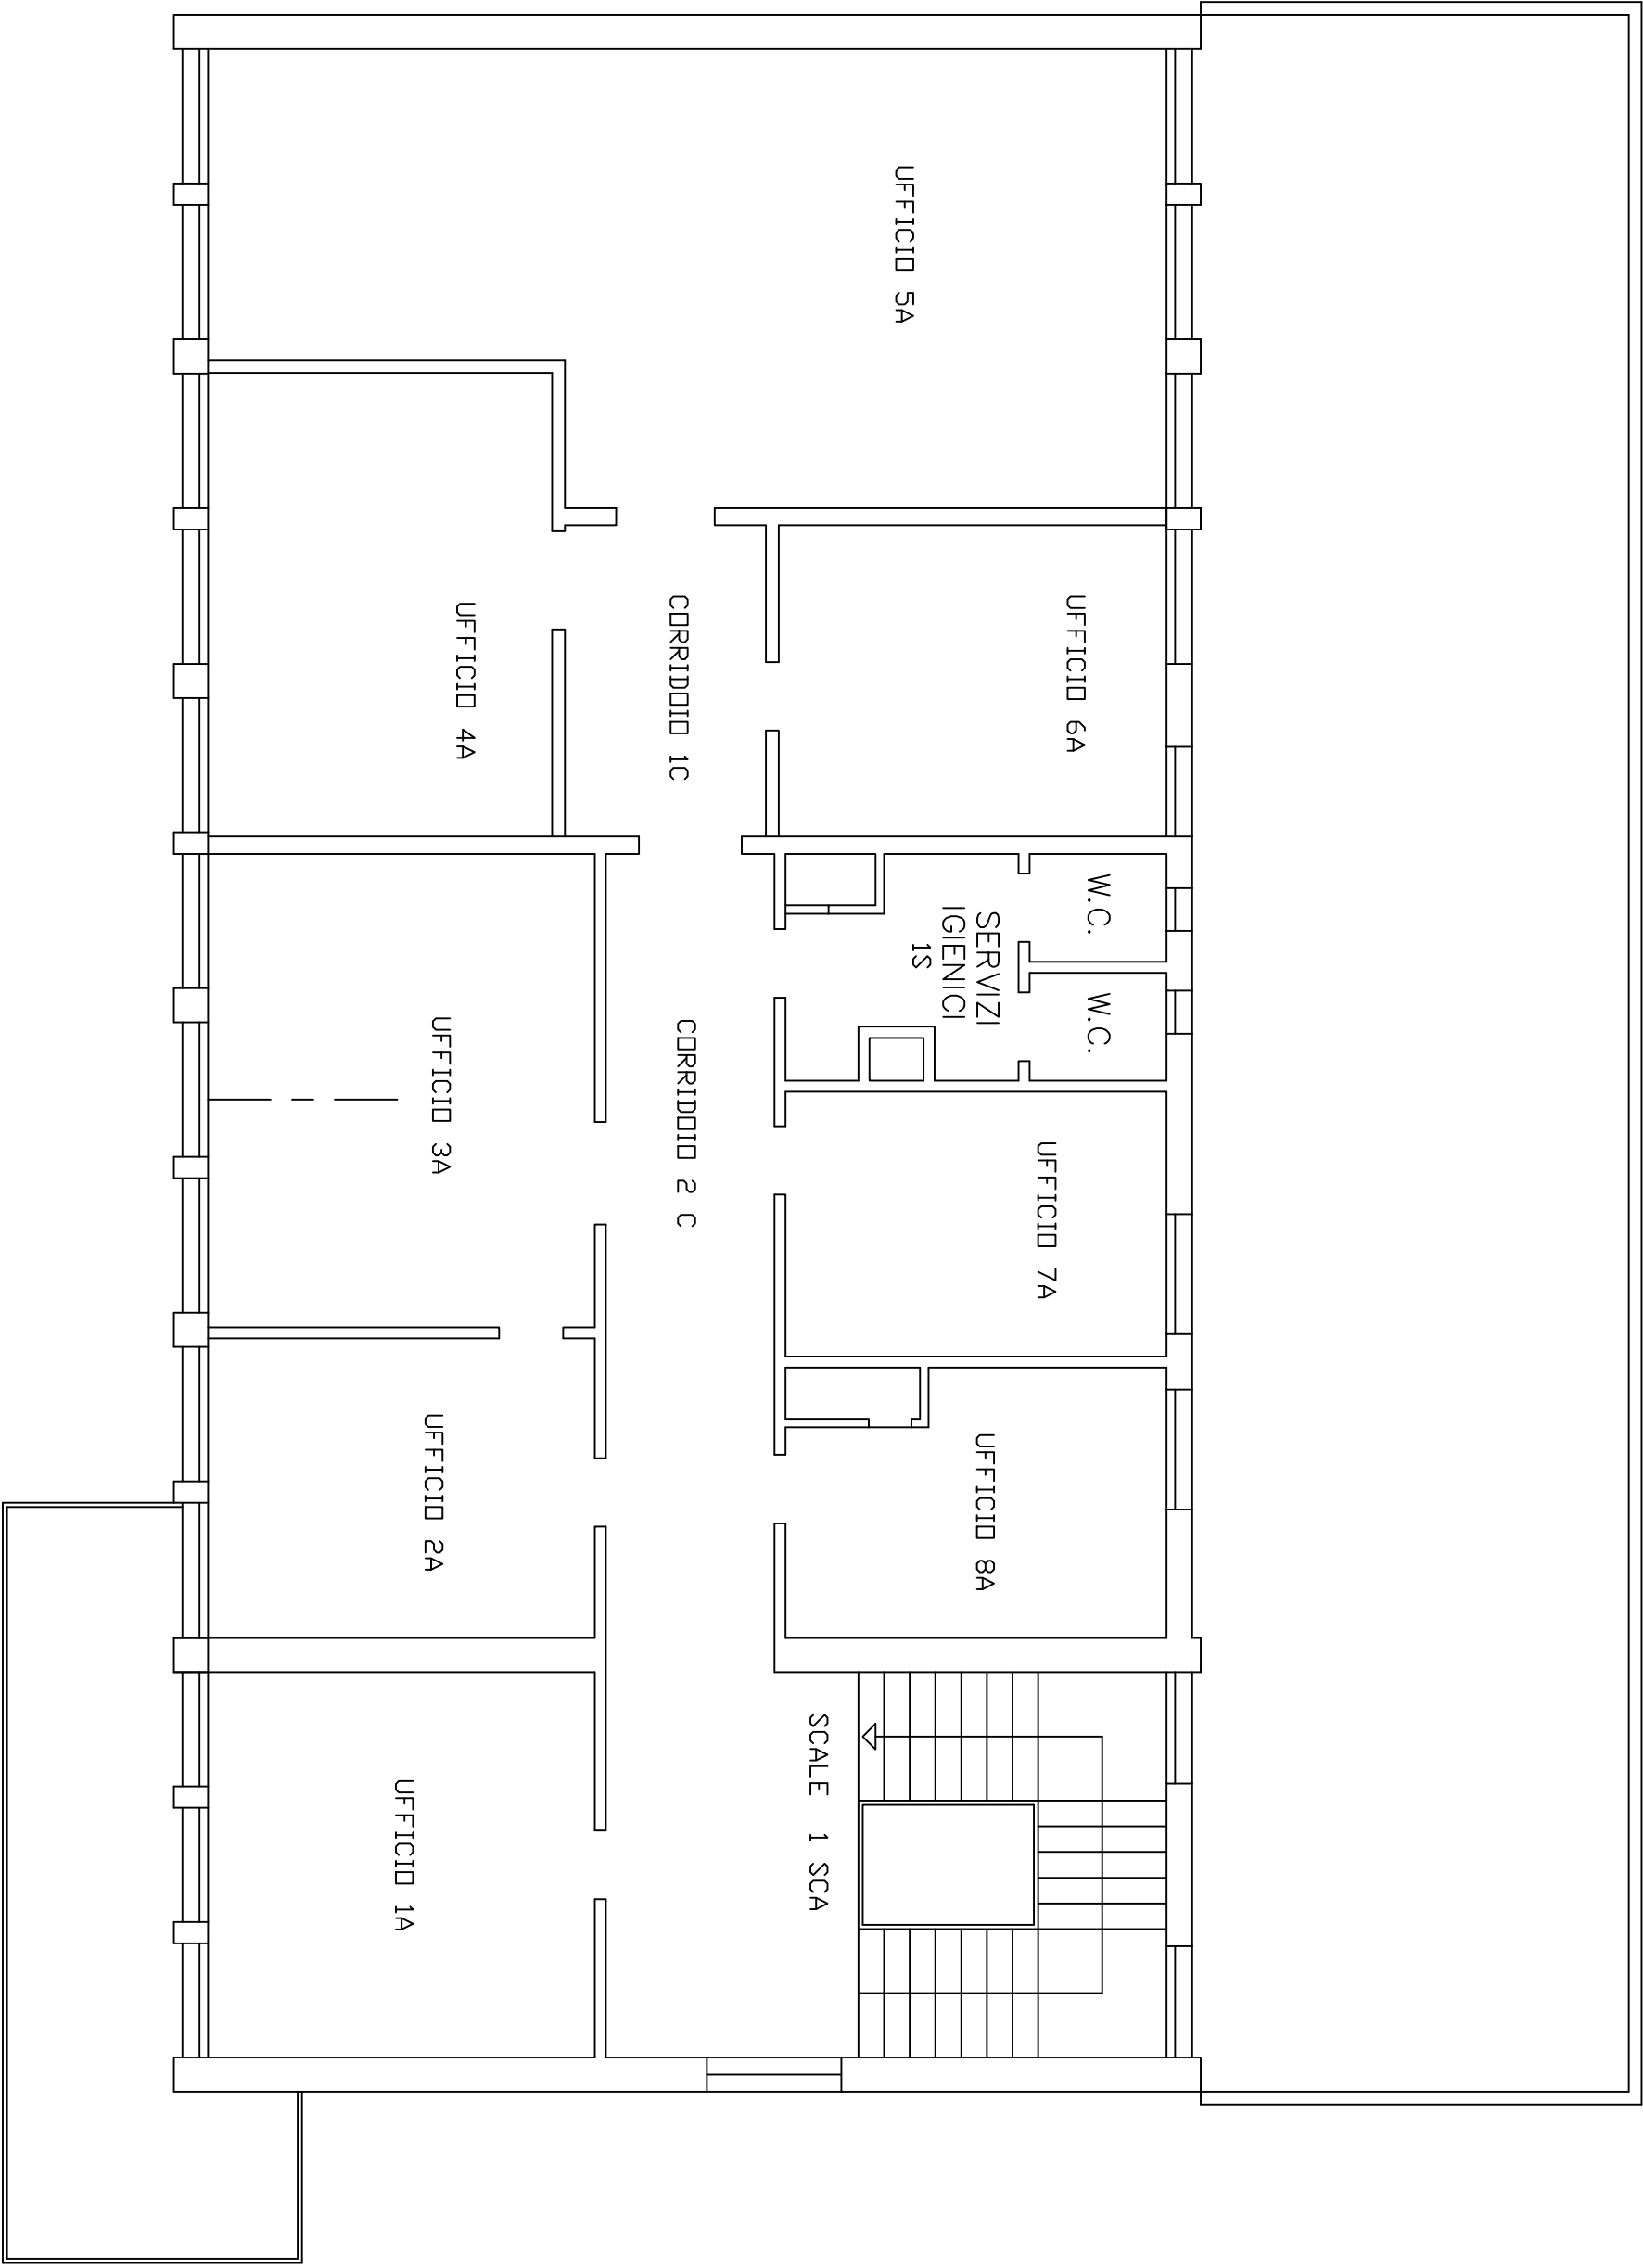 UFFICIO 5A
UFFICIO 4A
CORRIDOIO 1C
UFFICIO 6A
W.C.
SERVIZI
IGIENICI
1S
W.C.
UFFICIO 3A
CORRIDOIO 2 C
UFFICIO 7A
UFFICIO 2A
UFFICIO 8A
SCALE 1 SCA
UFFICIO 1A